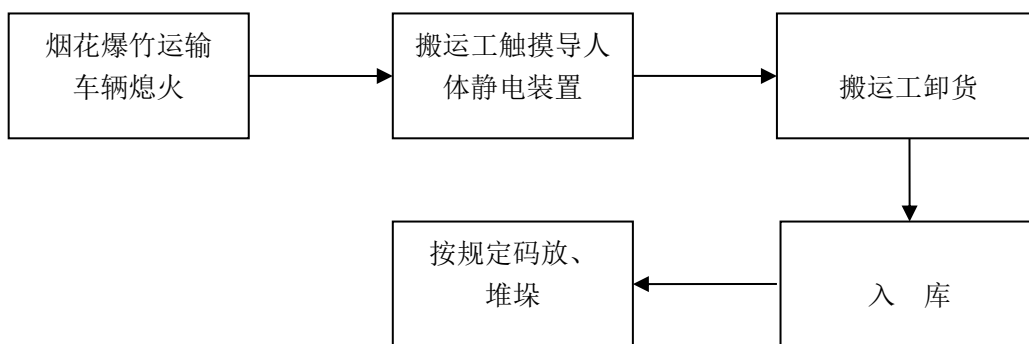 烟花爆竹运输
车辆熄火
搬运工触摸导人
体静电装置
搬运工卸货
入 库
按规定码放、
堆垛